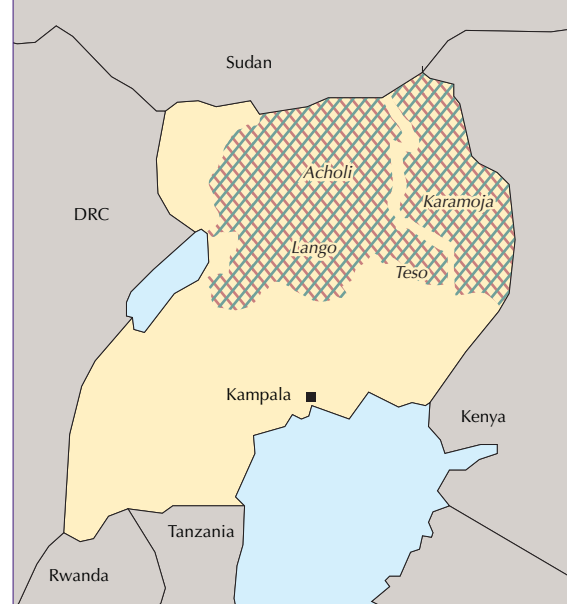 Sudan
Acholi
DRC
Karamoja
Lango
Teso
Kampala
Kenya
Tanzania
Rwanda